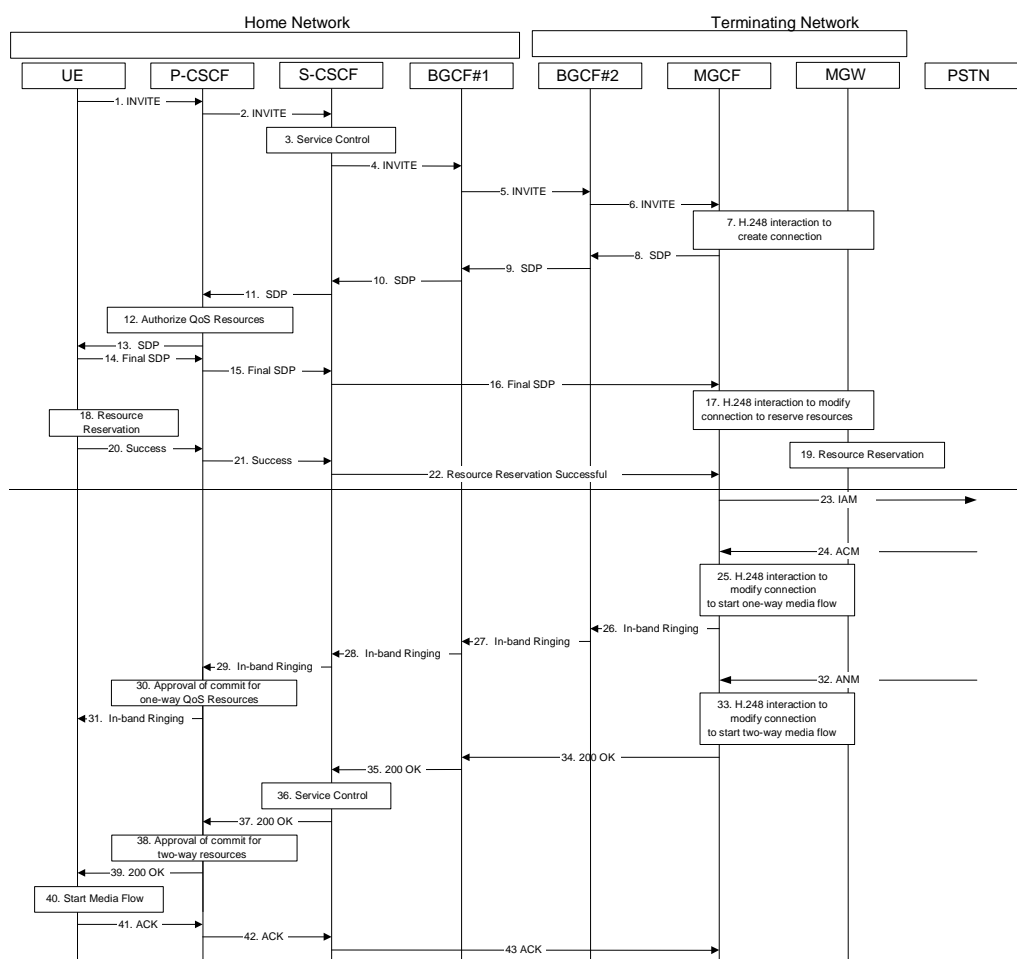 Home Network
Terminating Network
UE
P-CSCF
S-CSCF
BGCF#1
BGCF#2
MGCF
MGW
PSTN
1. INVITE
2. INVITE
3. Service Control
4. INVITE
5. INVITE
6. INVITE
7. H.248 interaction to
create connection
8. SDP
9. SDP
10. SDP
11. SDP
12. Authorize QoS Resources
13. SDP
14. Final SDP
15. Final SDP
16. Final SDP
17. H.248 interaction to modify
connection to reserve resources
18. Resource
Reservation
20. Success
21. Success
19. Resource Reservation
22. Resource Reservation Successful
23. IAM
24. ACM
25. H.248 interaction to
modify connection
to start one-way media flow
26. In-band Ringing
27. In-band Ringing
28. In-band Ringing
29. In-band Ringing
30. Approval of commit for
one-way QoS Resources
32. ANM
31. In-band Ringing
33. H.248 interaction to
modify connection
to start two-way media flow
34. 200 OK
35. 200 OK
36. Service Control
37. 200 OK
38. Approval of commit for
two-way resources
39. 200 OK
40. Start Media Flow
41. ACK
42. ACK
43 ACK